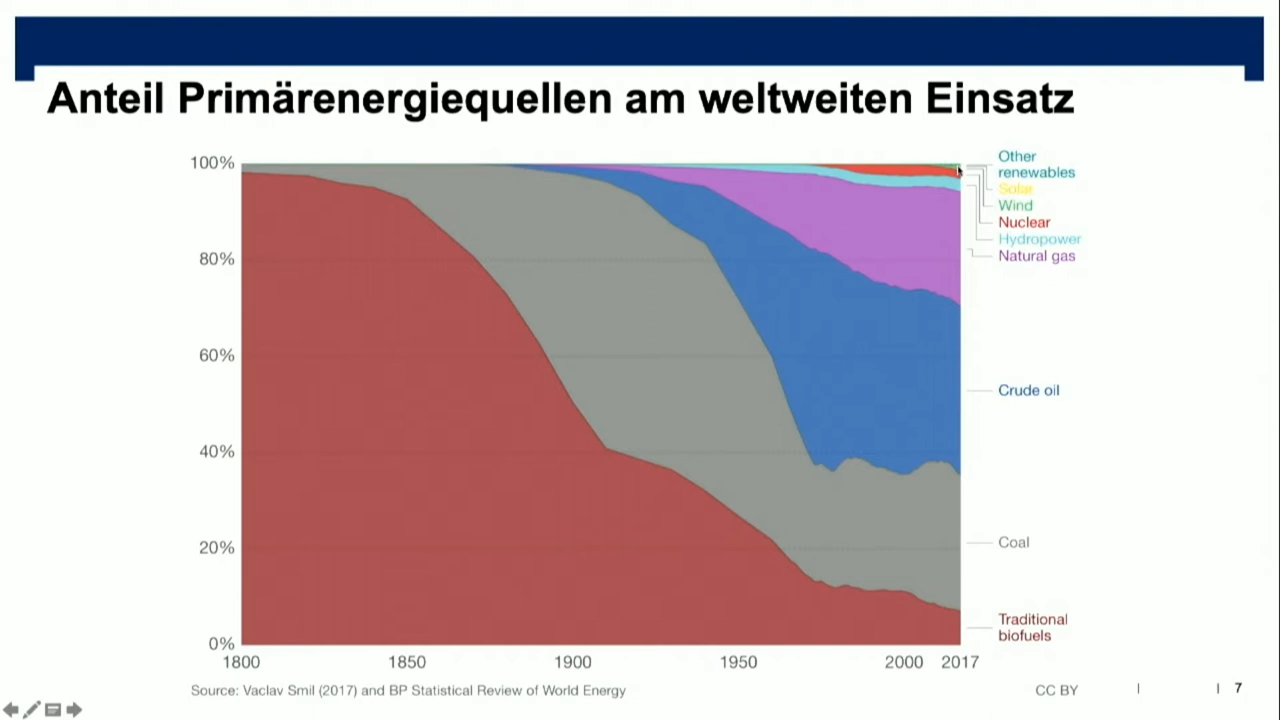 Anteil Primärenergiequellen am weltweiten Einsatz
100%
80%
60%
40%
20%
0%
1800
1850
1900
1950
2000
2017
Other
renewables
Solar
Wind
Nuclear
Hydropower
Natural gas
Crude oil
Coal
Traditional
biofuels
Source: Vaclav Smil (2017) and BP Statistical Review of World Energy
CC BY
7